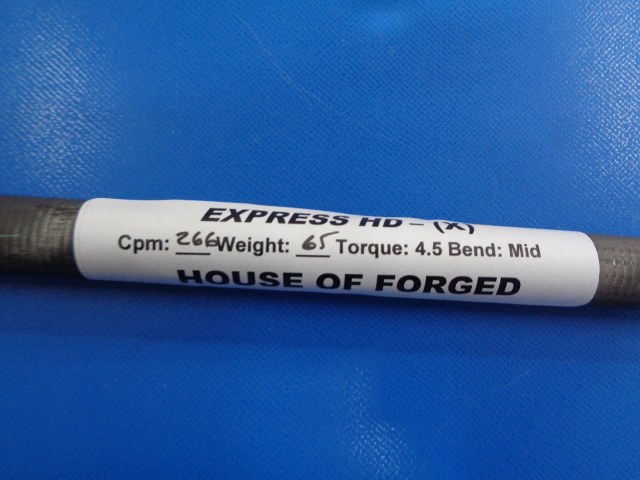 EXPRESS HD - (X)
Cpm: 266 Weight: 65 Torque: 4.5 Bend: Mid
HOUSE OF FORGED